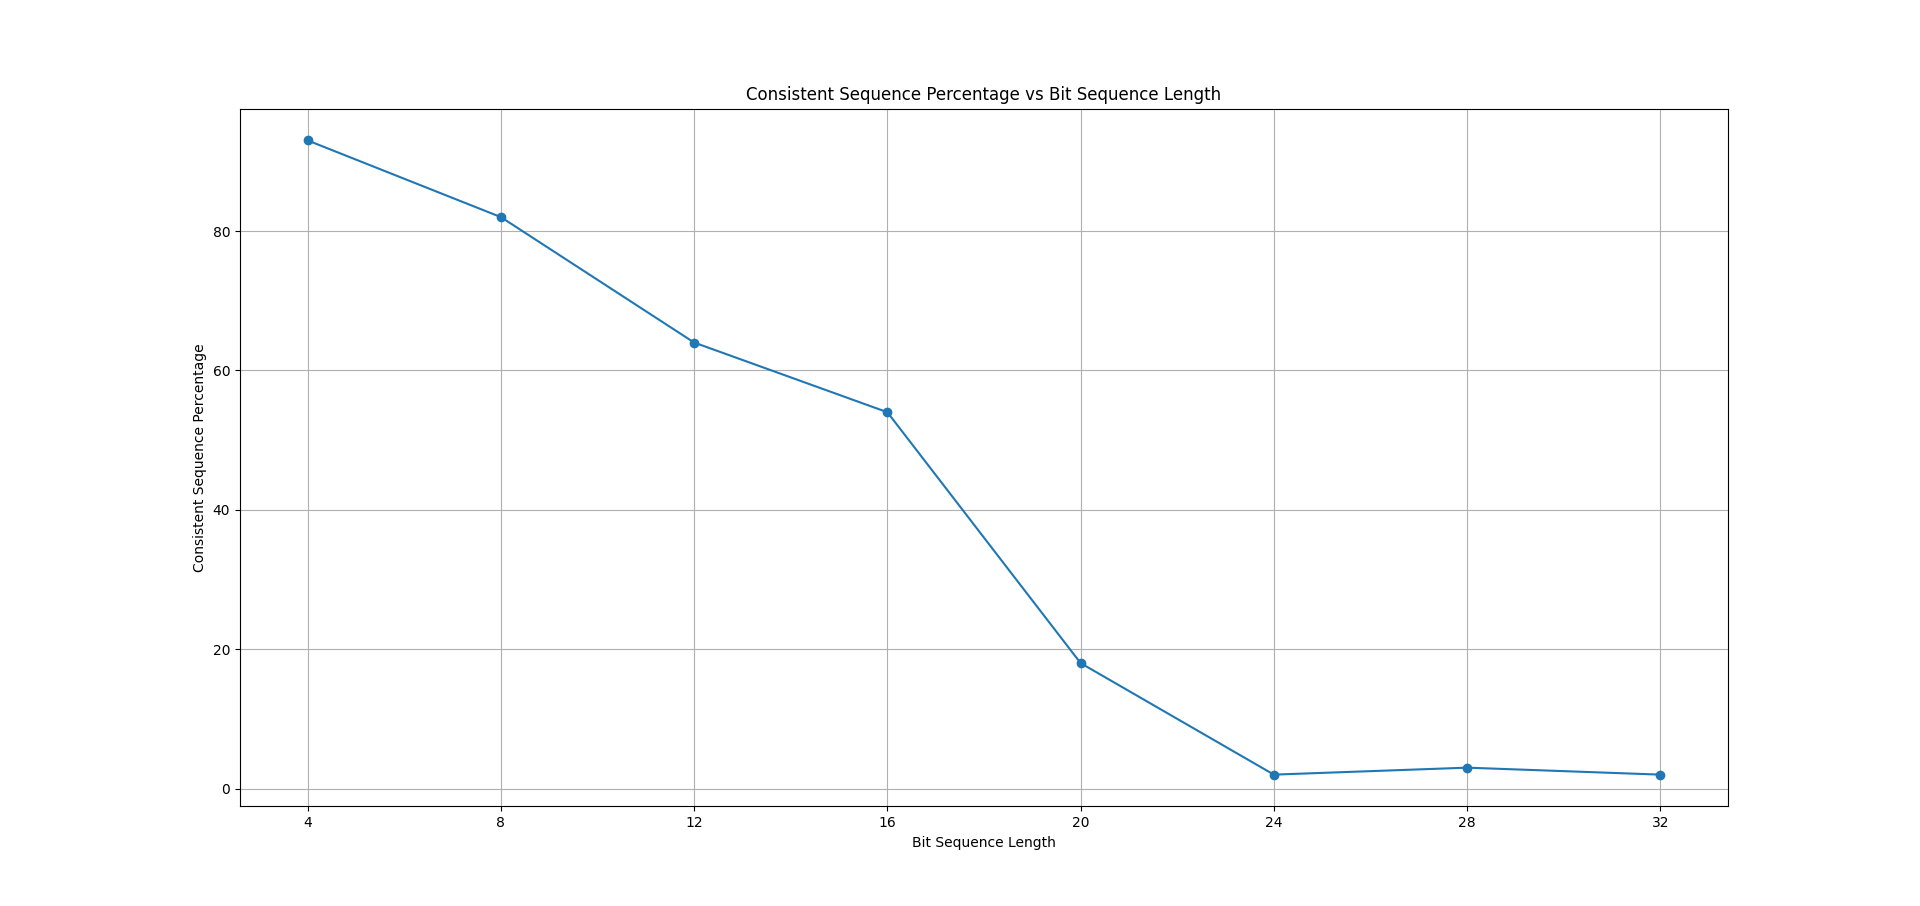 Consistent Sequence Percentage vs Bit Sequence Length
Consistent Sequence Percentage
80
60
40
20
0
4 8 12 16 20 24 28 32
Bit Sequence Length